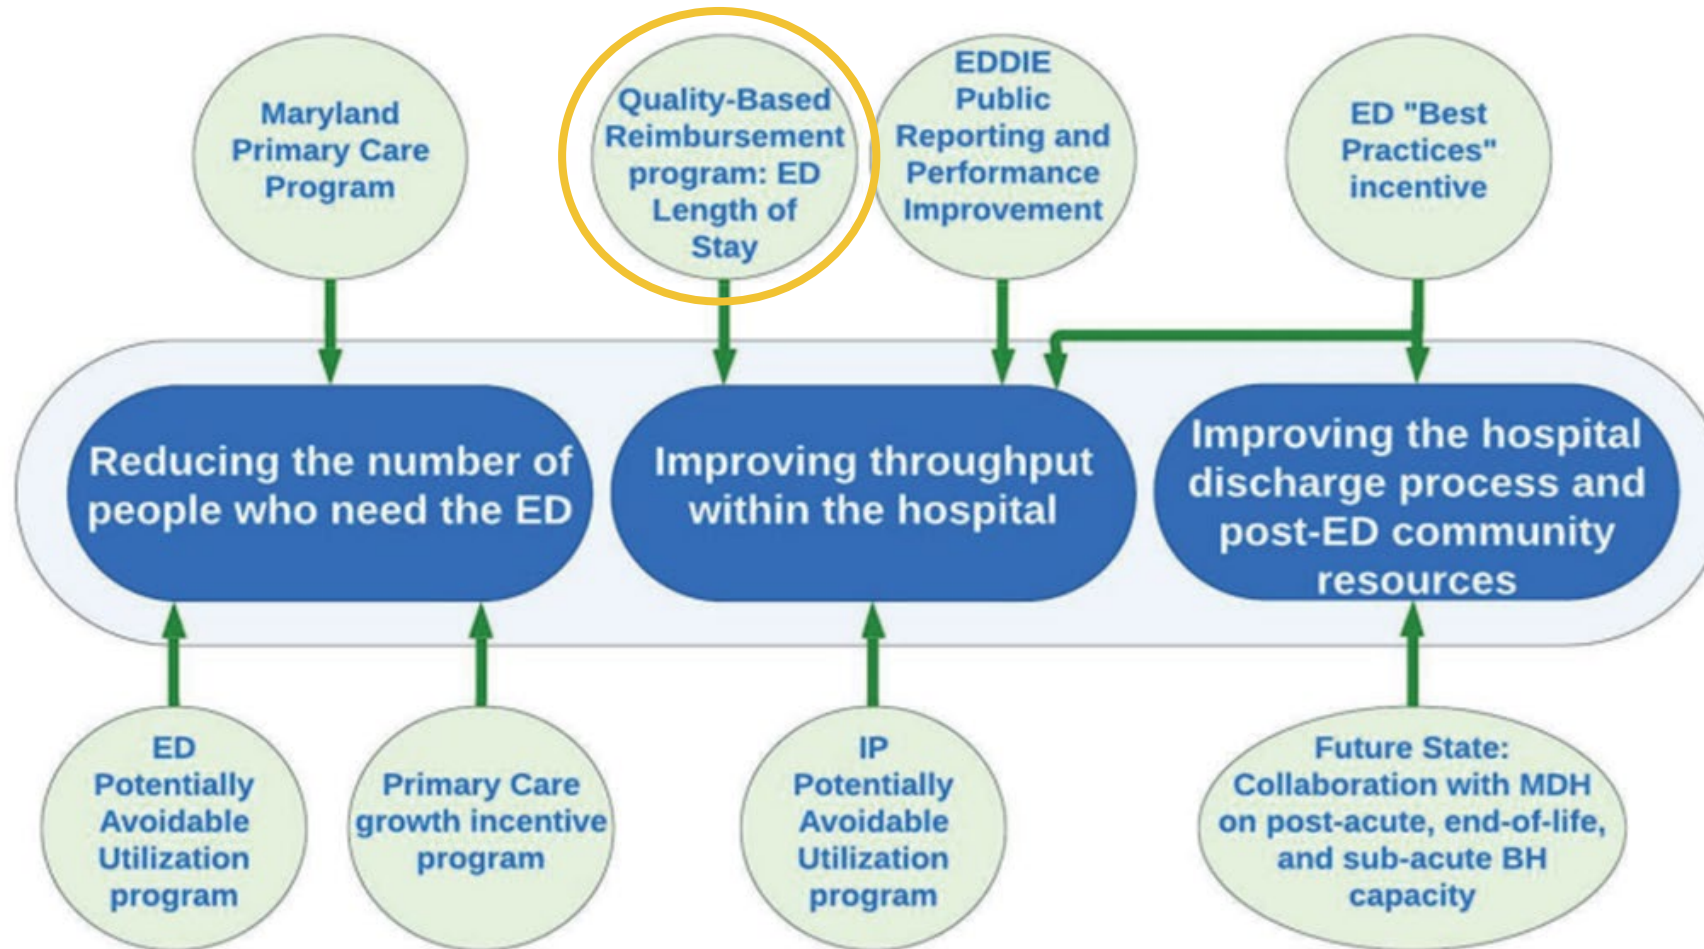 Maryland
Primary Care
Program
Quality-Based
Reimbursement
program: ED
Length of
Stay
EDDIE
Public
Reporting and
Performance
Improvement
ED "Best
Practices"
incentive
Reducing the number of
people who need the ED
Improving throughput
within the hospital
Improving the hospital
discharge process and
post-ED community
resources
ED
Potentially
Avoidable
Utilization
program
Primary Care
growth incentive
program
IP
Potentially
Avoidable
Utilization
program
Future State:
Collaboration with MDH
on post-acute, end-of-life,
and sub-acute BH
capacity